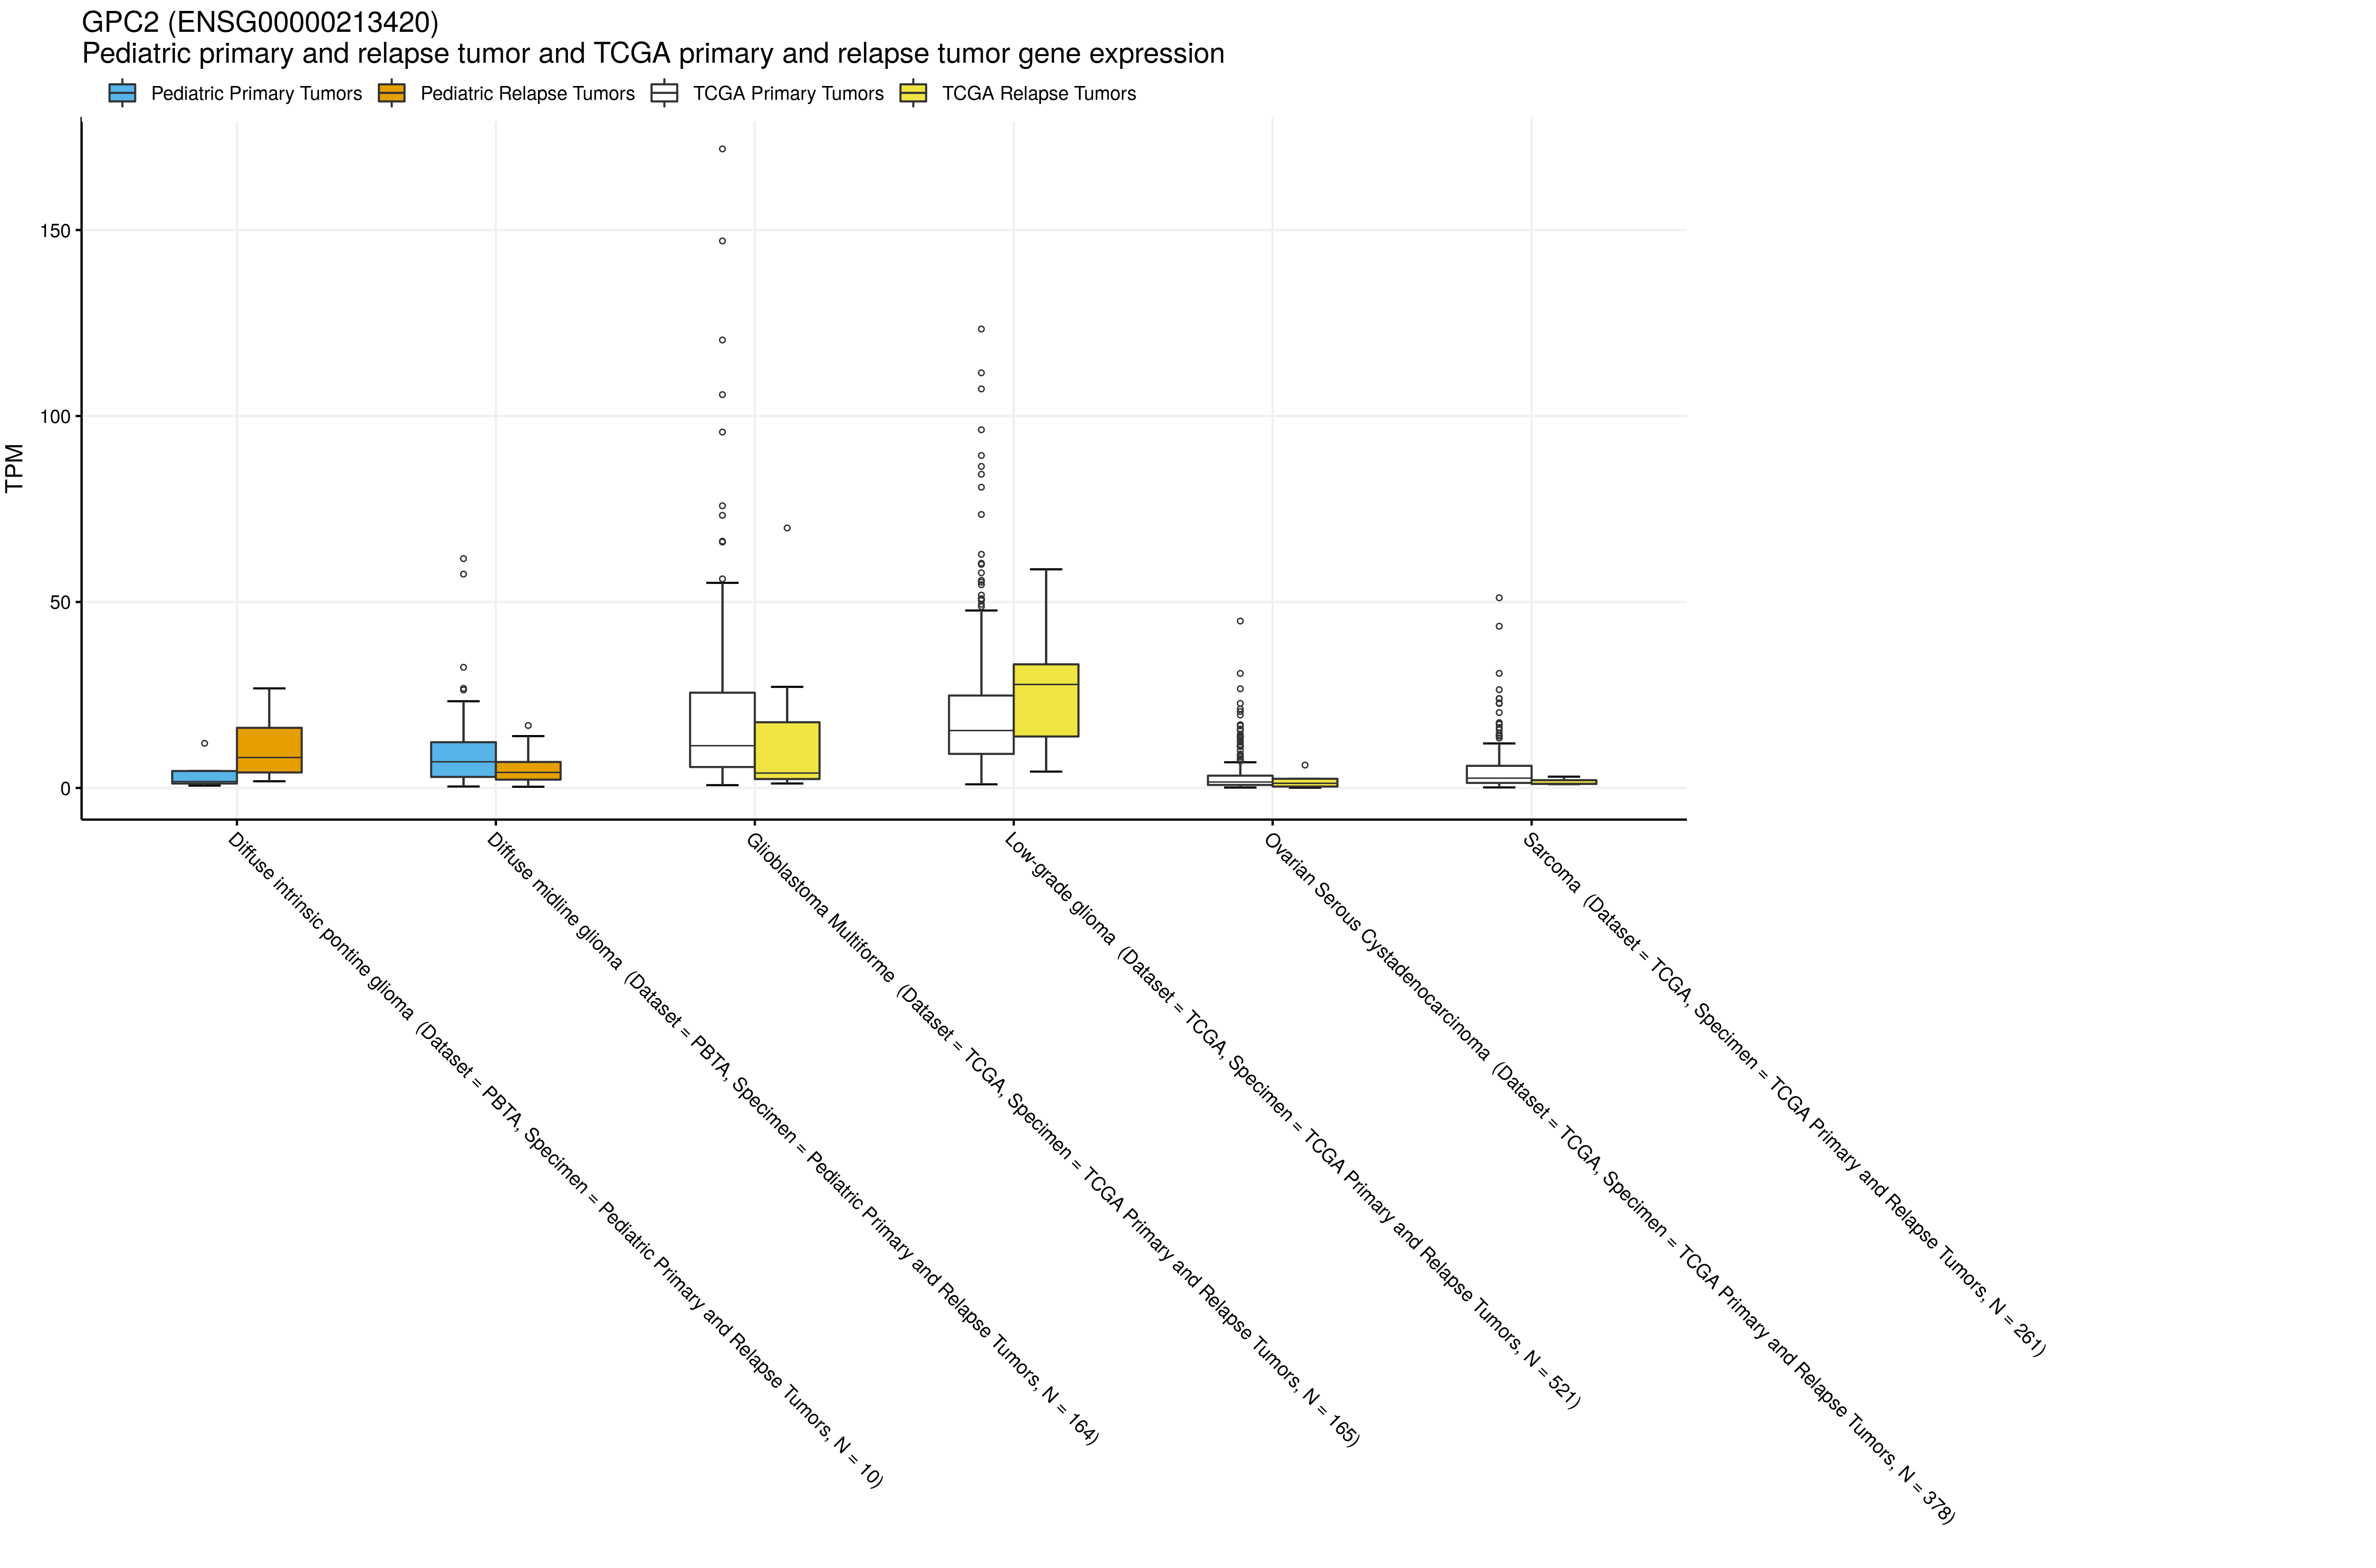 GPC2 (ENSG00000213420)
Pediatric primary and relapse tumor and TCGA primary and relapse tumor gene expression
Pediatric Primary Tumors Pediatric Relapse Tumors TCGA Primary Tumors TCGA Relapse Tumors
TPM
150
100
50
0
Diffuse intrinsic pontine glioma (Dataset = PBTA, Specimen = Pediatric Primary and Relapse Tumors, N = 10)
Diffuse midline glioma (Dataset = PBTA, Specimen = Pediatric Primary and Relapse Tumors, N = 164)
Glioblastoma Multiforme (Dataset = TCGA, Specimen = TCGA Primary and Relapse Tumors, N = 165)
Low-grade glioma (Dataset = TCGA, Specimen = TCGA Primary and Relapse Tumors, N = 521)
Ovarian Serous Cystadenocarcinoma (Dataset = TCGA, Specimen = TCGA Primary and Relapse Tumors, N = 378)
Sarcoma (Dataset = TCGA, Specimen = TCGA Primary and Relapse Tumors, N = 261)